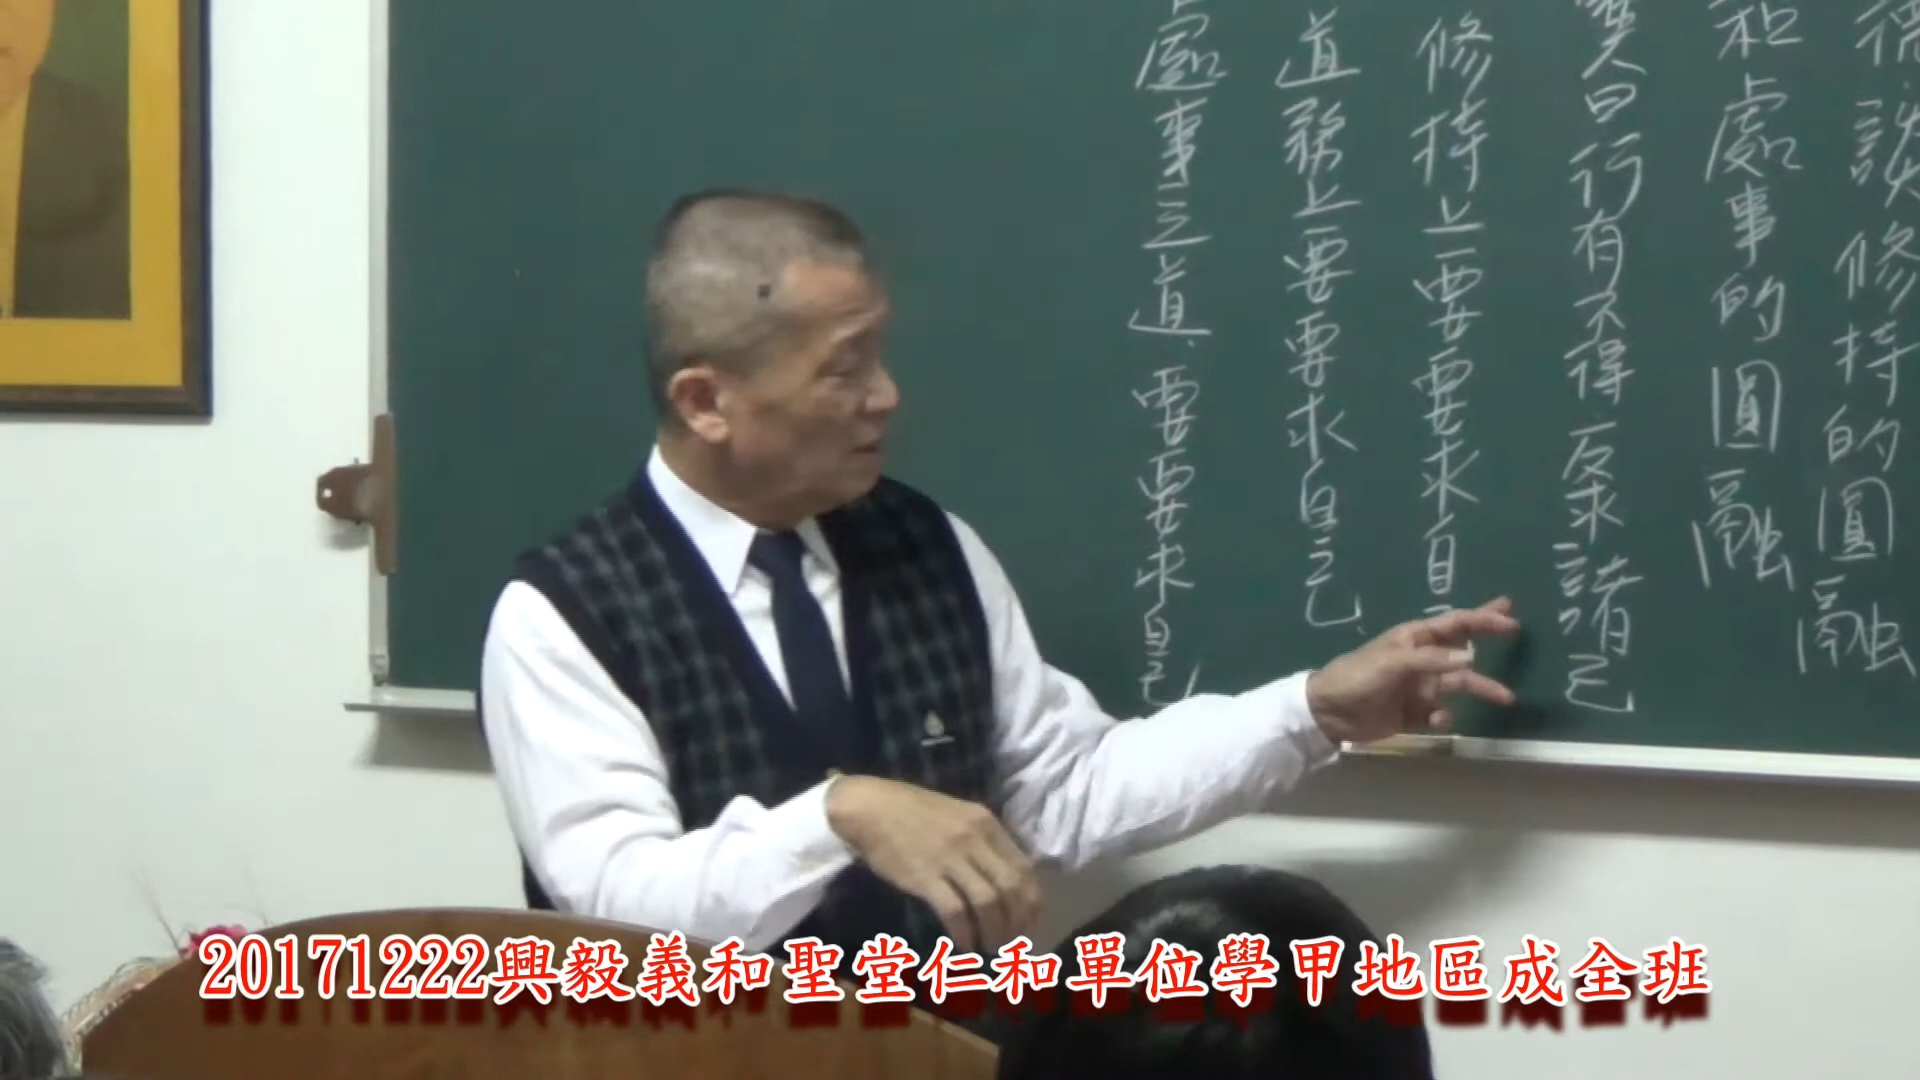 德談修持的圓融
和處事的圓融
曰行有不得反求諸己
修持上要要求自己
道務上要要求自己
處事之道、要要求自己
20171222興毅義和聖堂仁和單位學甲地區成全班